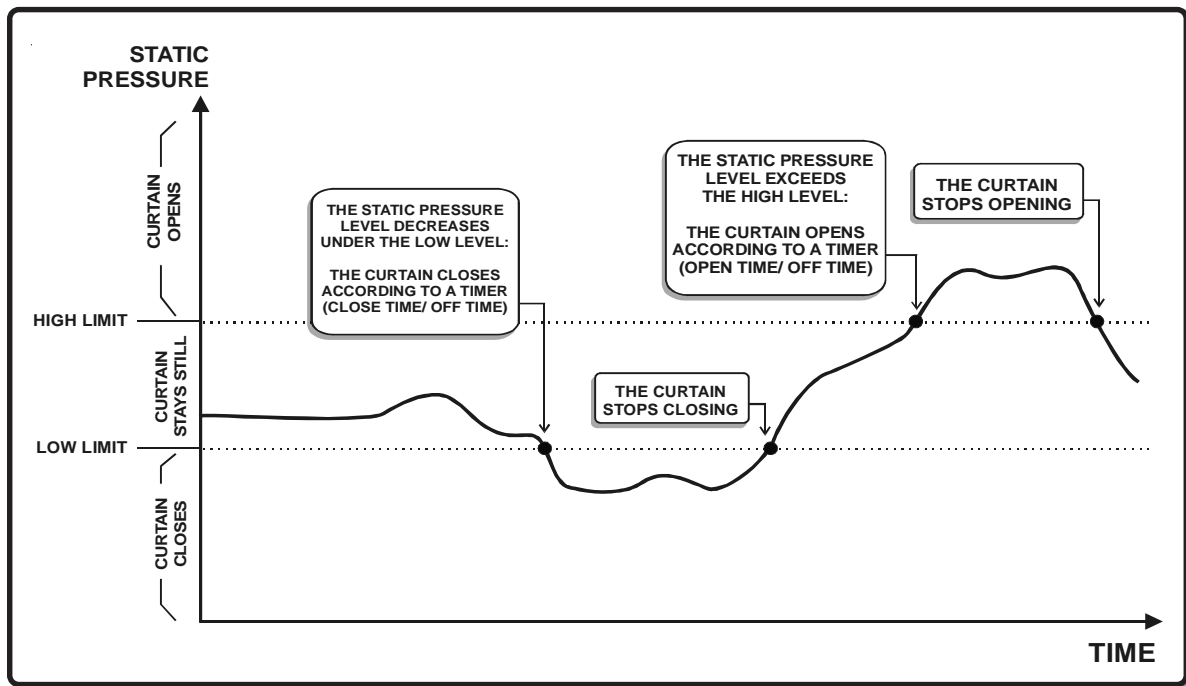 STATIC
PRESSURE
CURTAIN
OPENS
HIGH LIMIT
CURTAIN
STAYS STILL
LOW LIMIT
CURTAIN
CLOSES
THE STATIC PRESSURE
LEVEL DECREASES
UNDER THE LOW LEVEL:
THE CURTAIN CLOSES
ACCORDING TO A TIMER
(CLOSE TIME/ OFF TIME)
THE CURTAIN
STOPS CLOSING
THE STATIC PRESSURE
LEVEL EXCEEDS
THE HIGH LEVEL:
THE CURTAIN OPENS
ACCORDING TO A TIMER
(OPEN TIME/ OFF TIME)
THE CURTAIN
STOPS OPENING
TIME